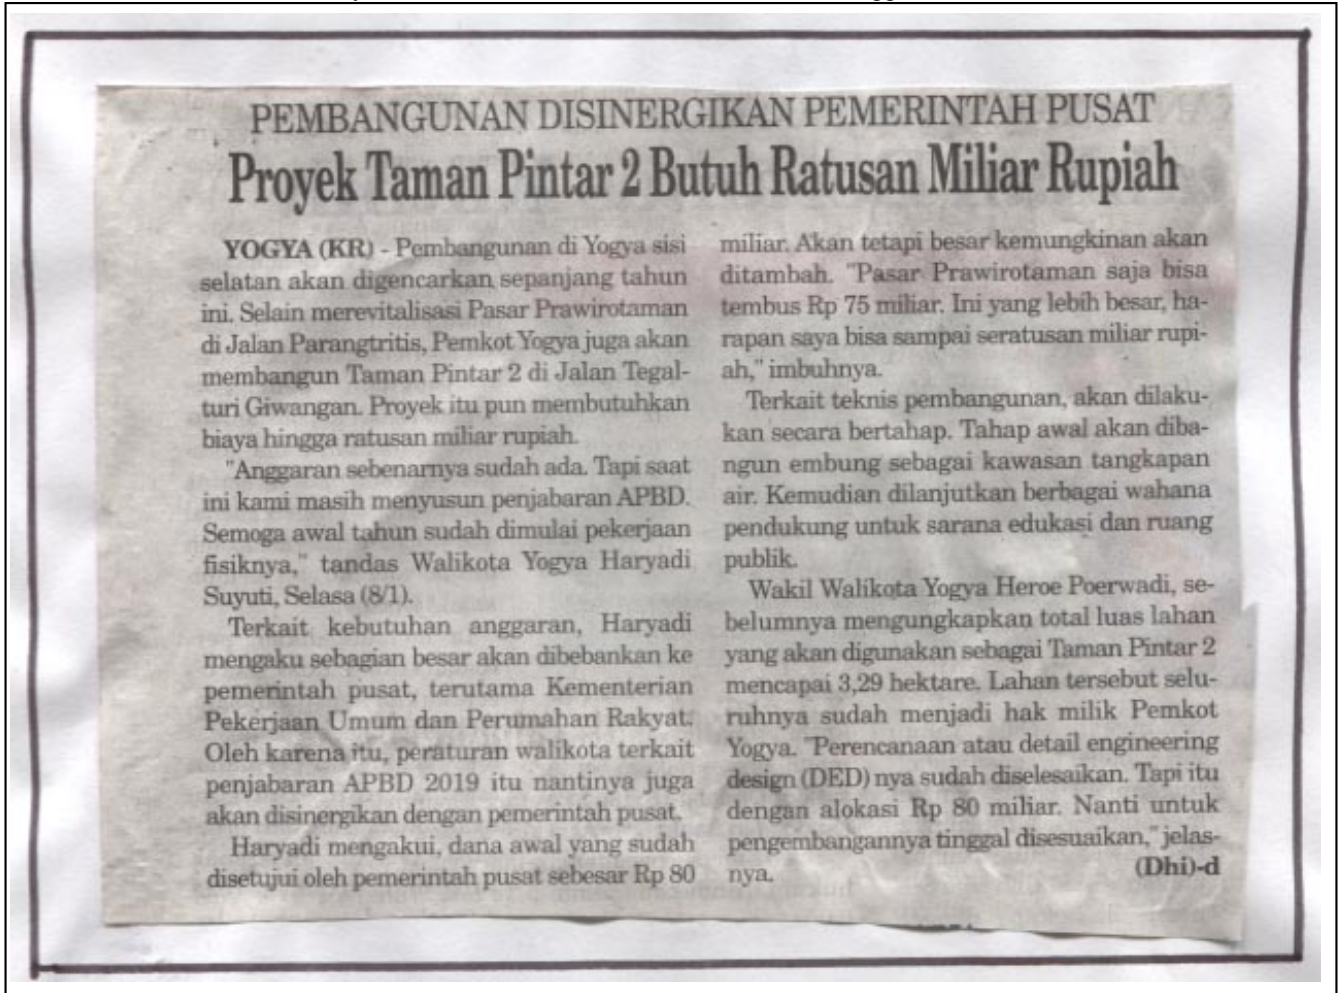 PEMBANGUNAN DISINERGIKAN PEMERINTAH PUSAT
Proyek Taman Pintar 2 Butuh Ratusan Miliar Rupiah
YOGYA (KR) - Pembangunan di Yogya sisi
selatan akan digencarkan sepanjang tahun
ini. Selain merevitalisasi Pasar Prawirotaman
di Jalan Parangtritis, Pemkot Yogya juga akan
membangun Taman Pintar 2 di Jalan Tegal-
turi Giwangan. Proyek itu pun membutuhkan
biaya hingga ratusan miliar rupiah.
"Anggaran sebenarnya sudah ada. Tapi saat
ini kami masih menyusun penjabaran APBD.
Semoga awal tahun sudah dimulai pekerjaan
fisiknya," tandas Walikota Yogya Haryadi
Suyuti, Selasa (8/1).
Terkait kebutuhan anggaran, Haryadi
mengaku sebagian besar akan dibebankan ke
pemerintah pusat, terutama Kementerian
Pekerjaan Umum dan Perumahan Rakyat.
Oleh karena itu, peraturan walikota terkait
penjabaran APBD 2019 itu nantinya juga
akan disinergikan dengan pemerintah pusat.
Haryadi mengakui, dana awal yang sudah
disetujui oleh pemerintah pusat sebesar Rp 80
miliar. Akan tetapi besar kemungkinan akan
ditambah. "Pasar Prawirotaman saja bisa
tembus Rp 75 miliar. Ini yang lebih besar, ha-
rapan saya bisa sampai seratusan miliar rupi-
ah," imbuhnya.
Terkait teknis pembangunan, akan dilaku-
kan secara bertahap. Tahap awal akan diba-
ngun embung sebagai kawasan tangkapan
air. Kemudian dilanjutkan berbagai wahana
pendukung untuk sarana edukasi dan ruang
publik.
Wakil Walikota Yogya Heroe Poerwadi, se-
belumnya mengungkapkan total luas lahan
yang akan digunakan sebagai Taman Pintar 2
mencapai 3,29 hektare. Lahan tersebut selu-
ruhnya sudah menjadi hak milik Pemkot
Yogya. "Perencanaan atau detail engineering
design (DED) nya sudah diselesaikan. Tapi itu
dengan alokasi Rp 80 miliar. Nanti untuk
pengembangannya tinggal disesuaikan," jelas-
nya. (Dhi)-d